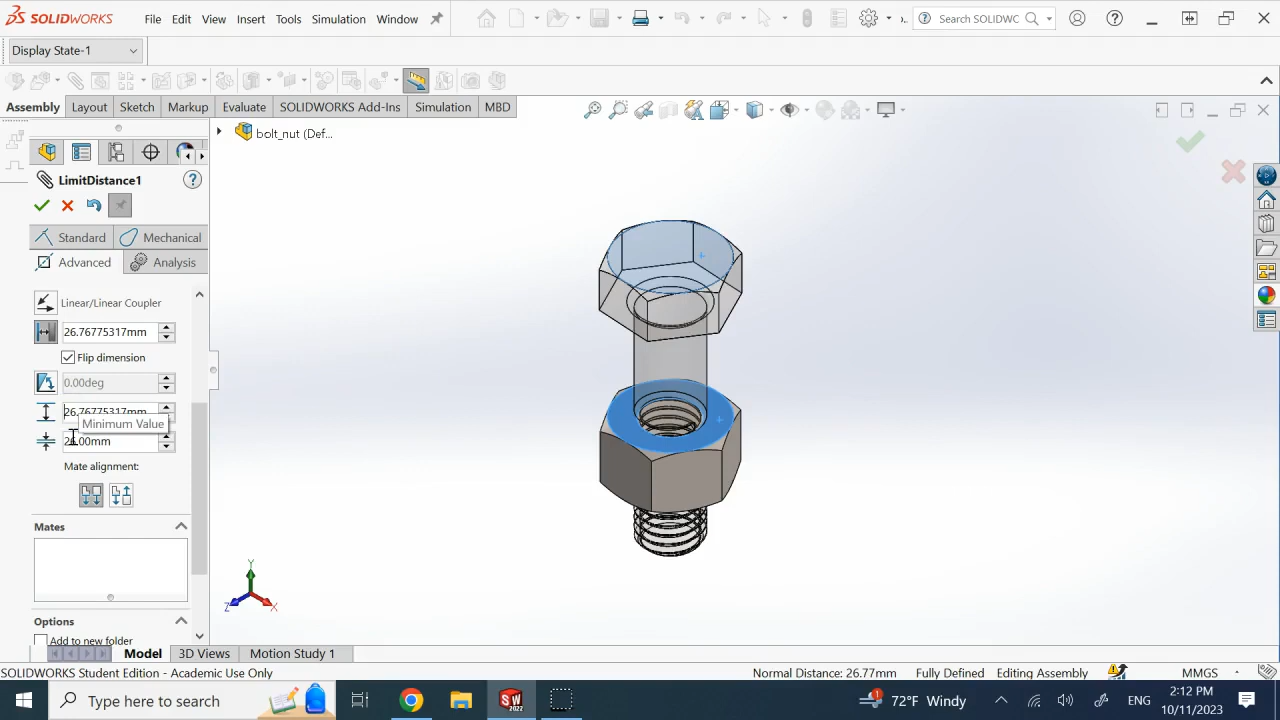 SOLIDWORKS File Edit View Insert Tools Simulation Window Search SOLIDWC
Display State-1
Assembly Layout Sketch Markup Evaluate SOLIDWORKS Add-Ins Simulation MBD
bolt_nut (Def...
LimitDistance1
Standard Mechanical
Advanced Analysis
Linear/Linear Coupler
26.76775317mm
Flip dimension
0.00deg
26.76775317mm
Minimum Value
26.00mm
Mate alignment:
Mates
Options
Add to new folder
Y
Z X
Model 3D Views Motion Study 1
SOLIDWORKS Student Edition - Academic Use Only Normal Distance: 26.77mm Fully Defined Editing Assembly MMGS
Type here to search 72°F Windy ENG 2:12 PM
10/11/2023